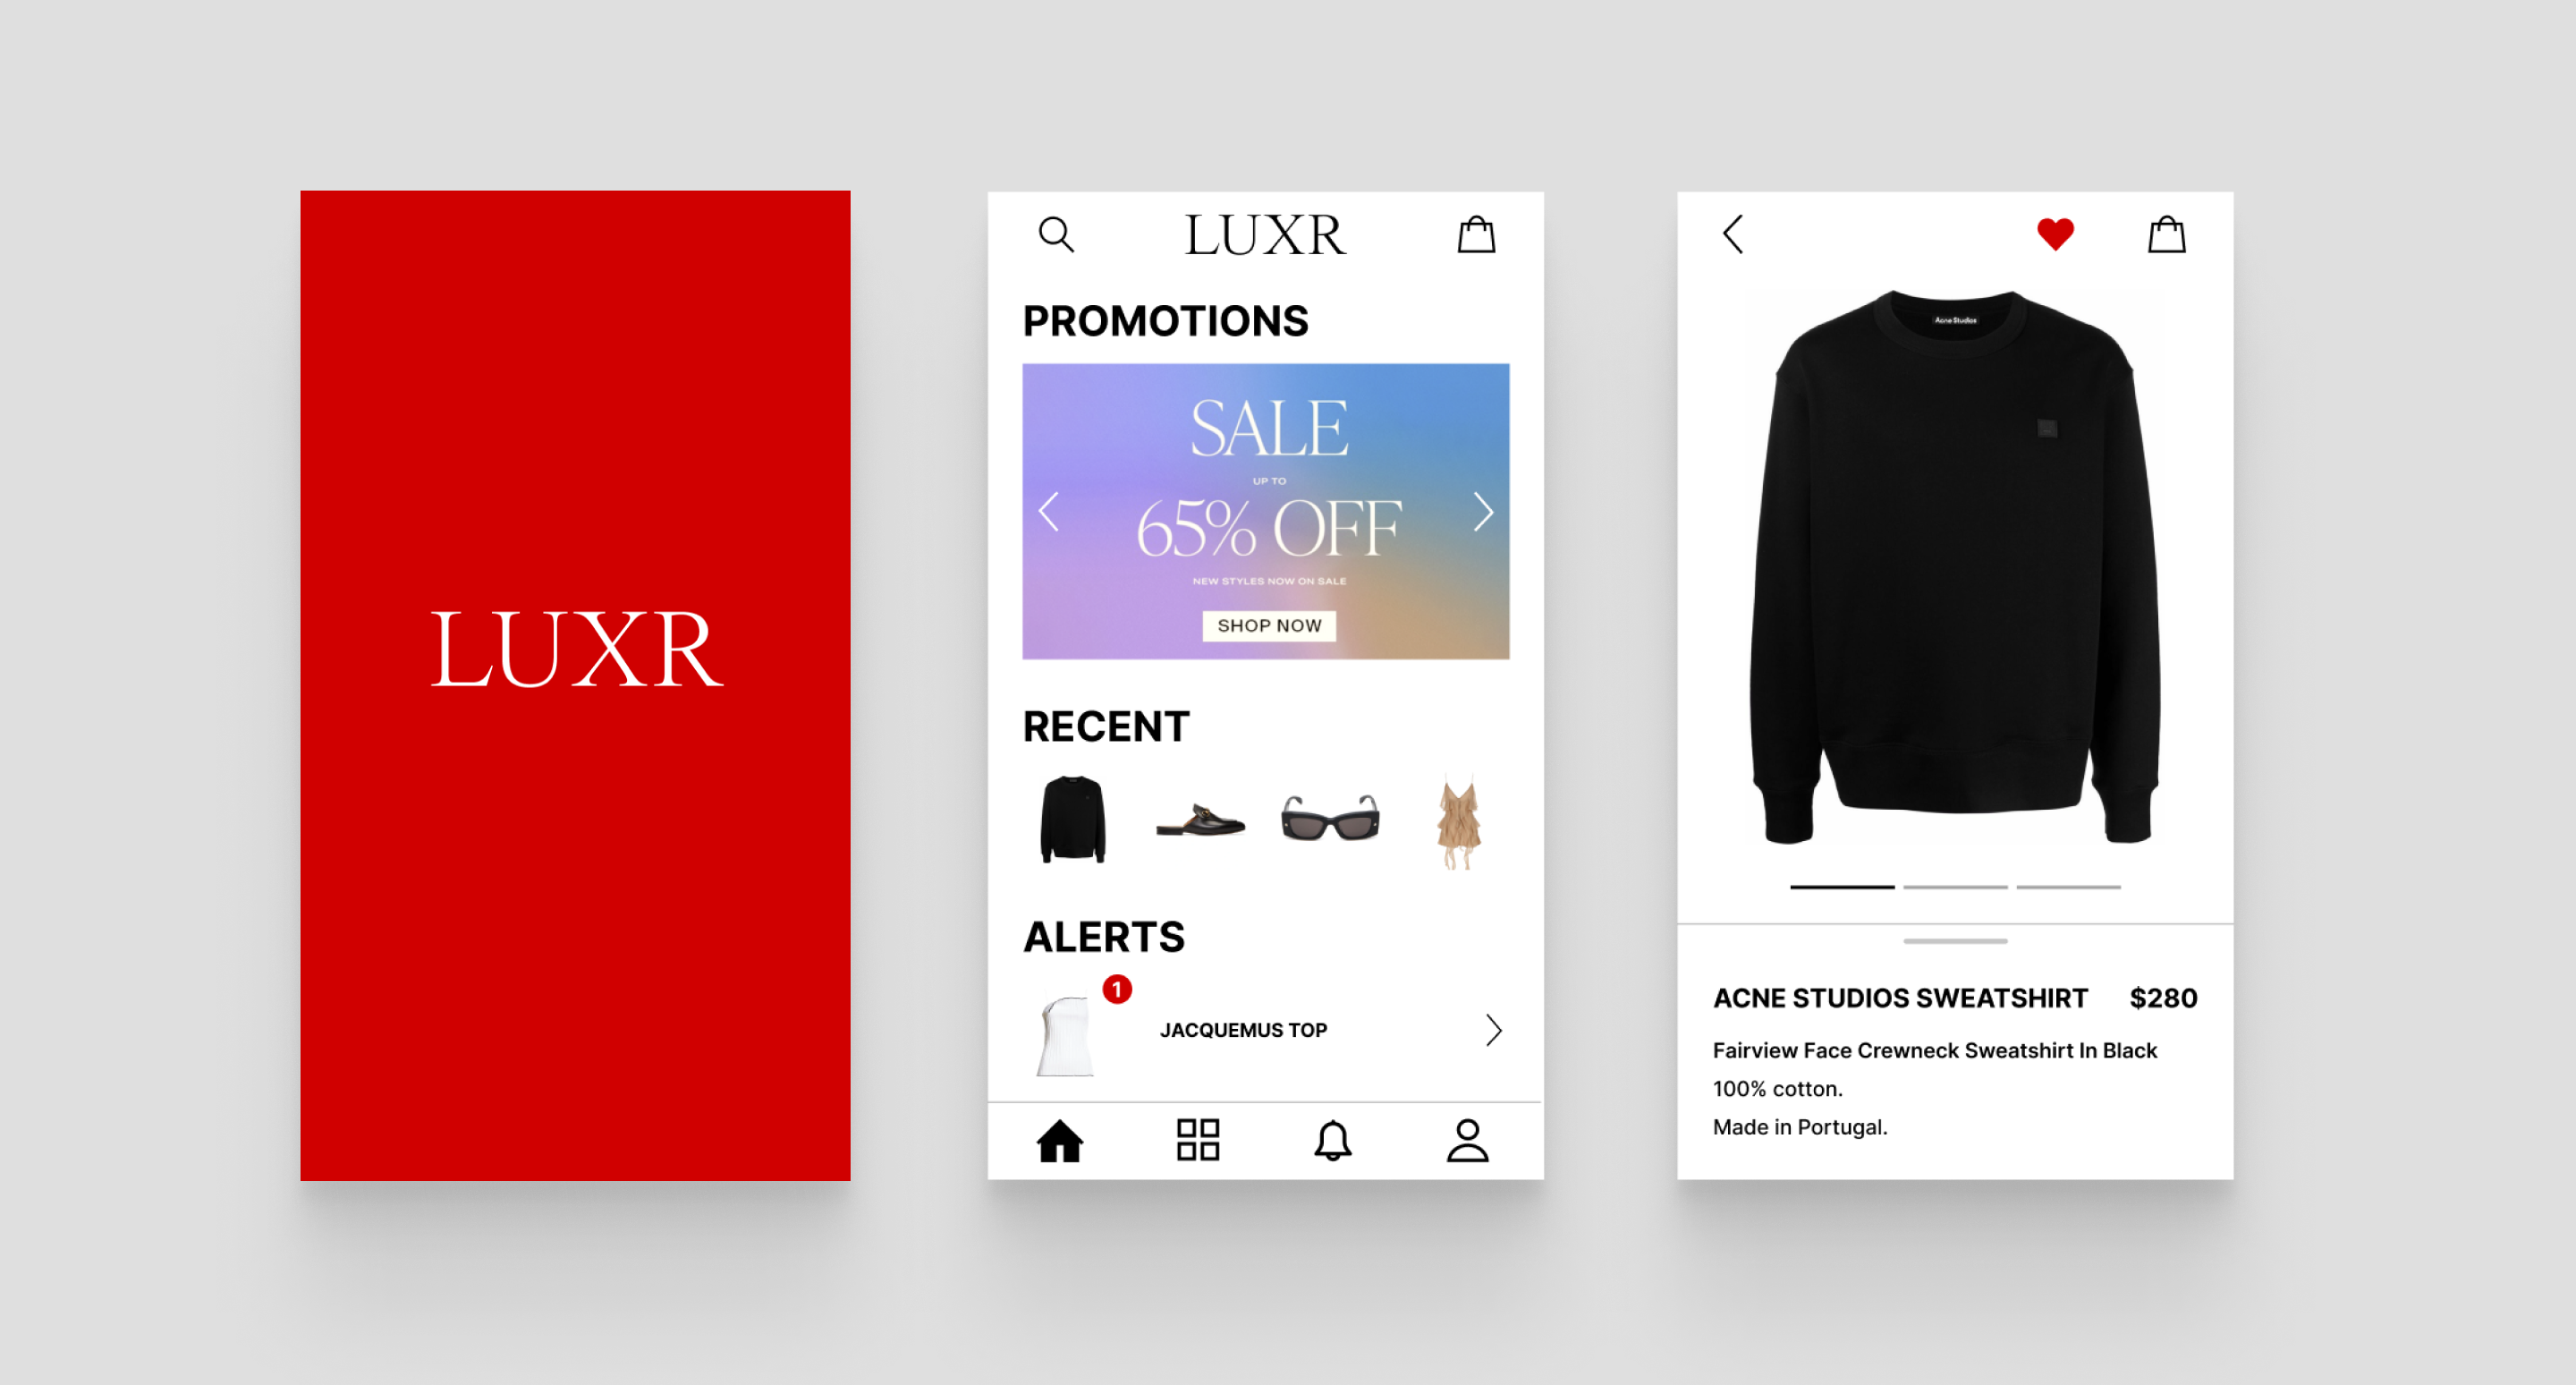 LUXR
LUXR
PROMOTIONS
SALE
UP TO
65% OFF
NEW STYLES NOW ON SALE
SHOP NOW
RECENT
ALERTS
1
JACQUEMUS TOP
Acne Studios
ACNE STUDIOS SWEATSHIRT $280
Fairview Face Crewneck Sweatshirt In Black
100% cotton.
Made in Portugal.